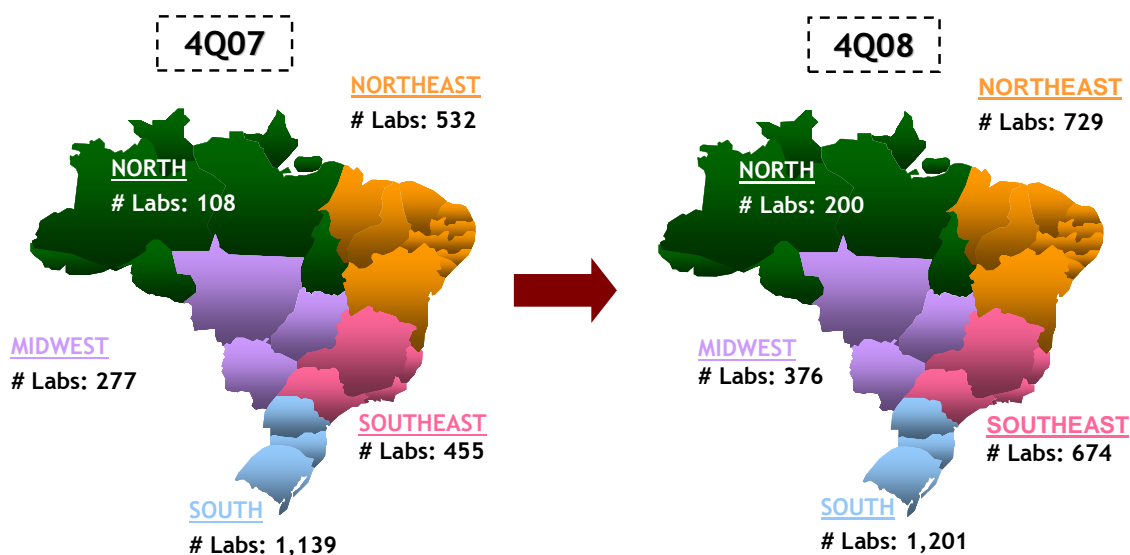 4Q07
NORTHEAST
# Labs: 532
NORTH
# Labs: 108
MIDWEST
# Labs: 277
SOUTHEAST
# Labs: 455
SOUTH
# Labs: 1,139
4Q08
NORTHEAST
# Labs: 729
NORTH
# Labs: 200
MIDWEST
# Labs: 376
SOUTHEAST
# Labs: 674
SOUTH
# Labs: 1,201